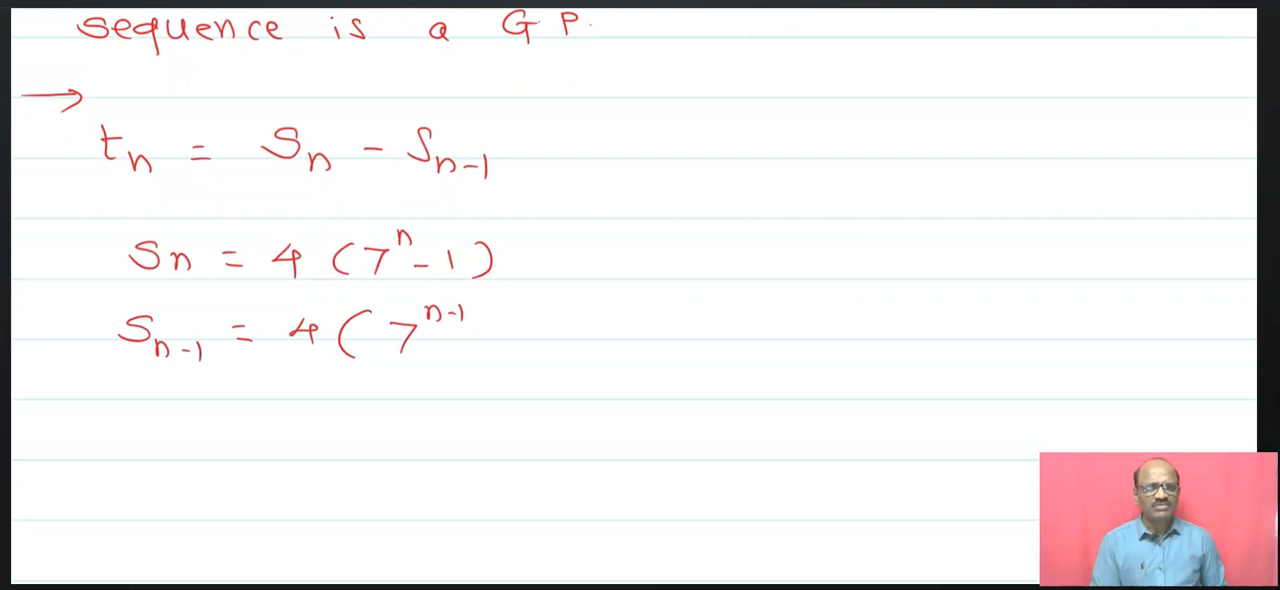 sequence is a G.P.
→
tn = Sn - Sn-1
Sn = 4 (7^n - 1)
Sn-1 = 4 ( 7^n-1